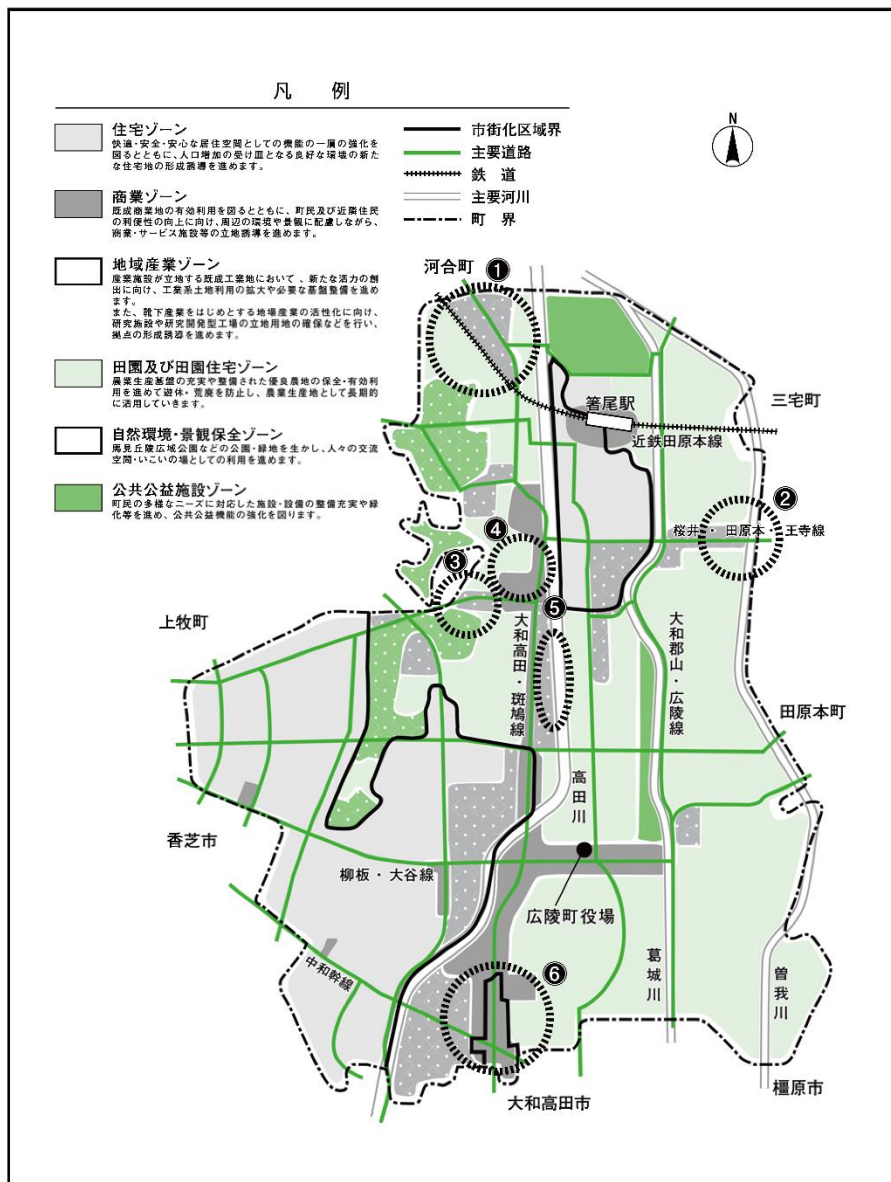 凡 例
住宅ゾーン
快適・安全・安心な居住空間としての機能の一層の強化を
図るとともに、人口増加の受け皿となる良好な環境の新た
な住宅地の形成誘導を進めます。
商業ゾーン
既成商業地の有効利用を図るとともに、町民及び近隣住民
の利便性の向上に向け、周辺の環境や景観に配慮しながら、
商業・サービス施設等の立地誘導を進めます。
地域産業ゾーン
産業施設が立地する既成工業地において、新たな活力の創
出に向け、工業系土地利用の拡大や必要な基盤整備を進め
ます。
また、靴下産業をはじめとする地場産業の活性化に向け、
研究施設や研究開発型工場の立地用地の確保などを行い、
拠点の形成誘導を進めます。
田園及び田園住宅ゾーン
農業生産基盤の充実や整備された優良農地の保全・有効利
用を進めて遊休・荒廃を防止し、農業生産地として長期的
に活用していきます。
自然環境・景観保全ゾーン
馬見丘陵広域公園などの公園・緑地を生かし、人々の交流
空間・いこいの場としての利用を進めます。
公共公益施設ゾーン
町民の多様なニーズに対応した施設・設備の整備充実や緑
化等を進め、公共公益機能の強化を図ります。
市街化区域界
主要道路
鉄 道
主要河川
町 界
N
河合町
❶
箸尾駅
近鉄田原本線
三宅町
❷
桜井・田原本・王寺線
❹
❸
❺
上牧町
大和高田・斑鳩線
大和郡山・広陵線
田原本町
高田川
香芝市
柳板・大谷線
広陵町役場
中和幹線
❻
葛城川
曽我川
大和高田市
橿原市